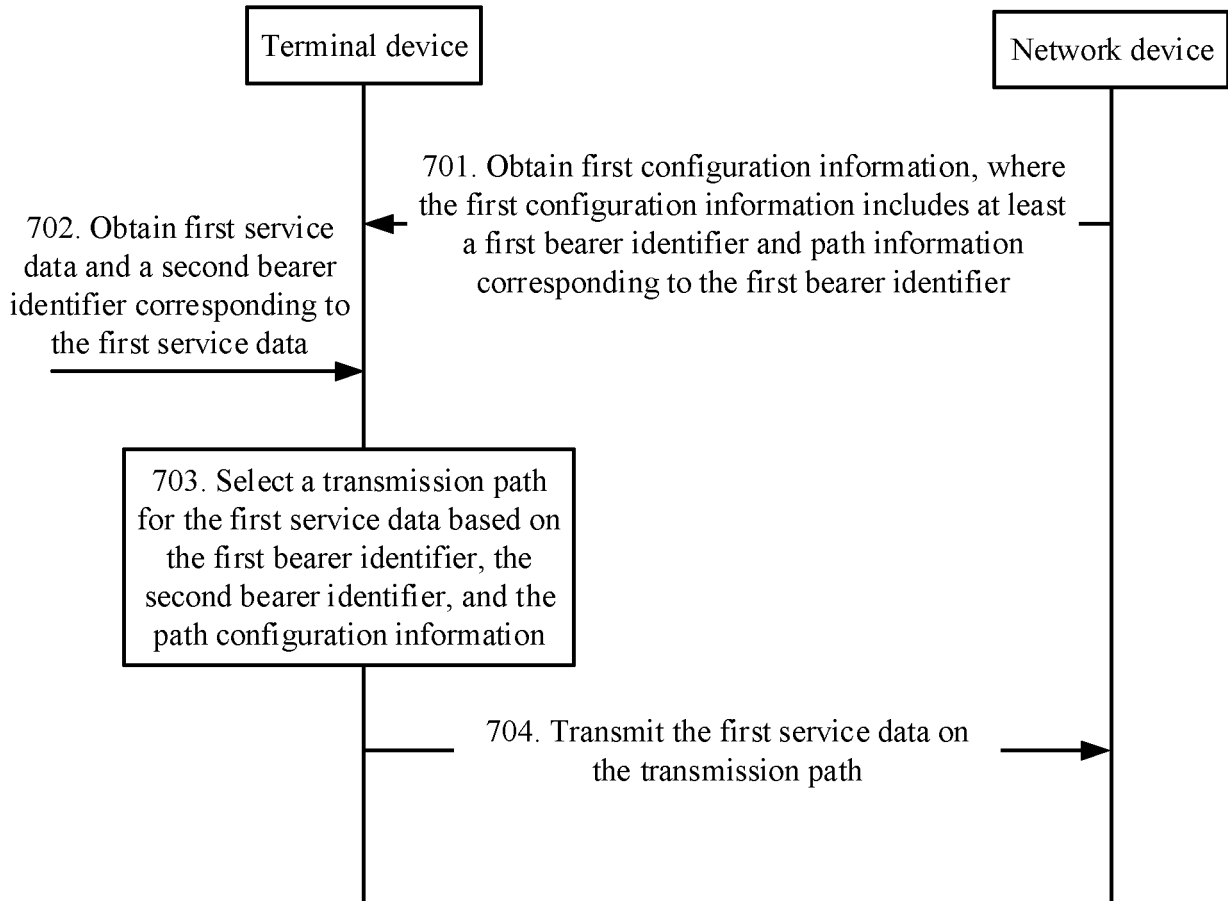 Terminal device
Network device
701. Obtain first configuration information, where
the first configuration information includes at least
a first bearer identifier and path information
corresponding to the first bearer identifier
702. Obtain first service
data and a second bearer
identifier corresponding to
the first service data
703. Select a transmission path
for the first service data based on
the first bearer identifier, the
second bearer identifier, and the
path configuration information
704. Transmit the first service data on
the transmission path